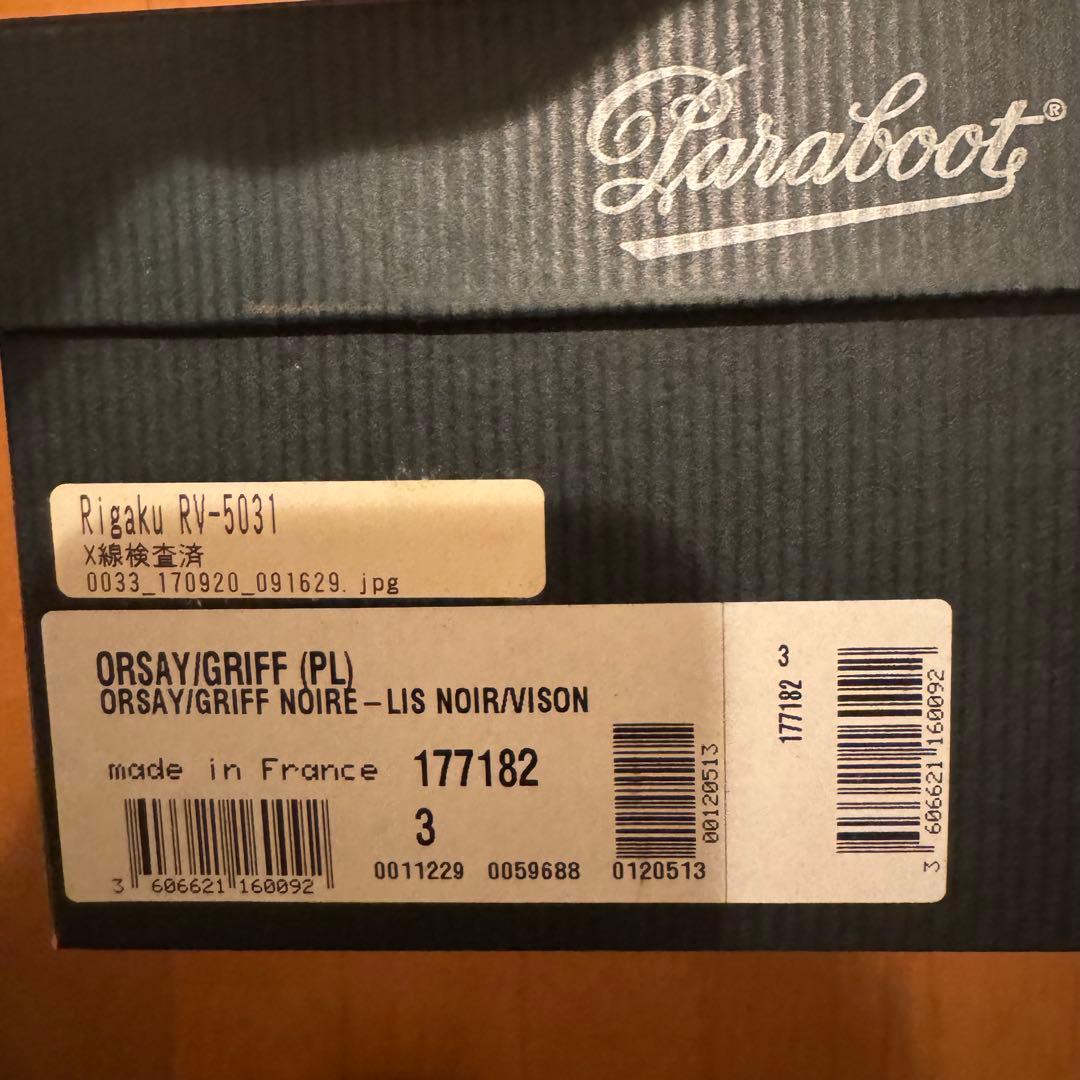 Paraboot®
Rigaku RV-5031
X線検査済
0033_170920_091629.jpg
ORSAY/GRIFF (PL)
ORSAY/GRIFF NOIRE–LIS NOIR/VISON
made in France 177182
3
3 606621 160092
0011229 0059688 0120513
00120513
3
177182
3 606621 160092